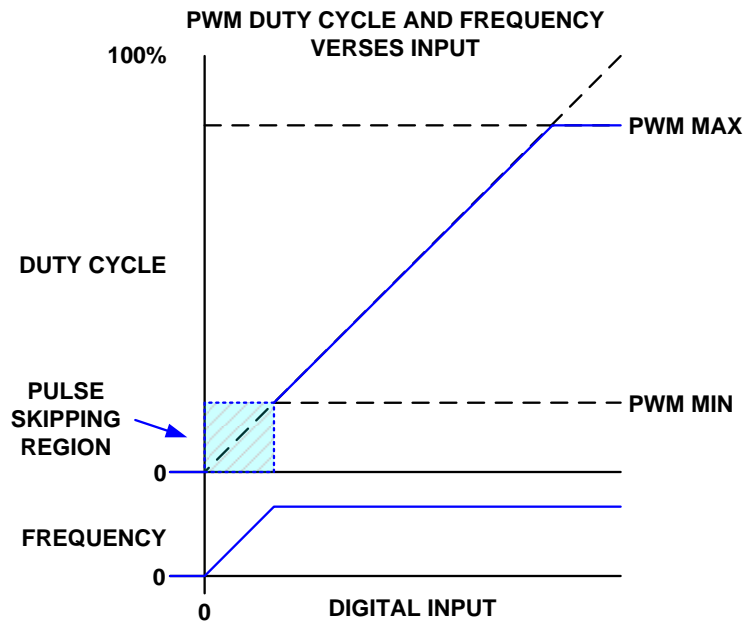 PWM DUTY CYCLE AND FREQUENCY
VERSES INPUT
100%
PWM MAX
DUTY CYCLE
PULSE
SKIPPING
REGION
PWM MIN
0
FREQUENCY
0
0
DIGITAL INPUT